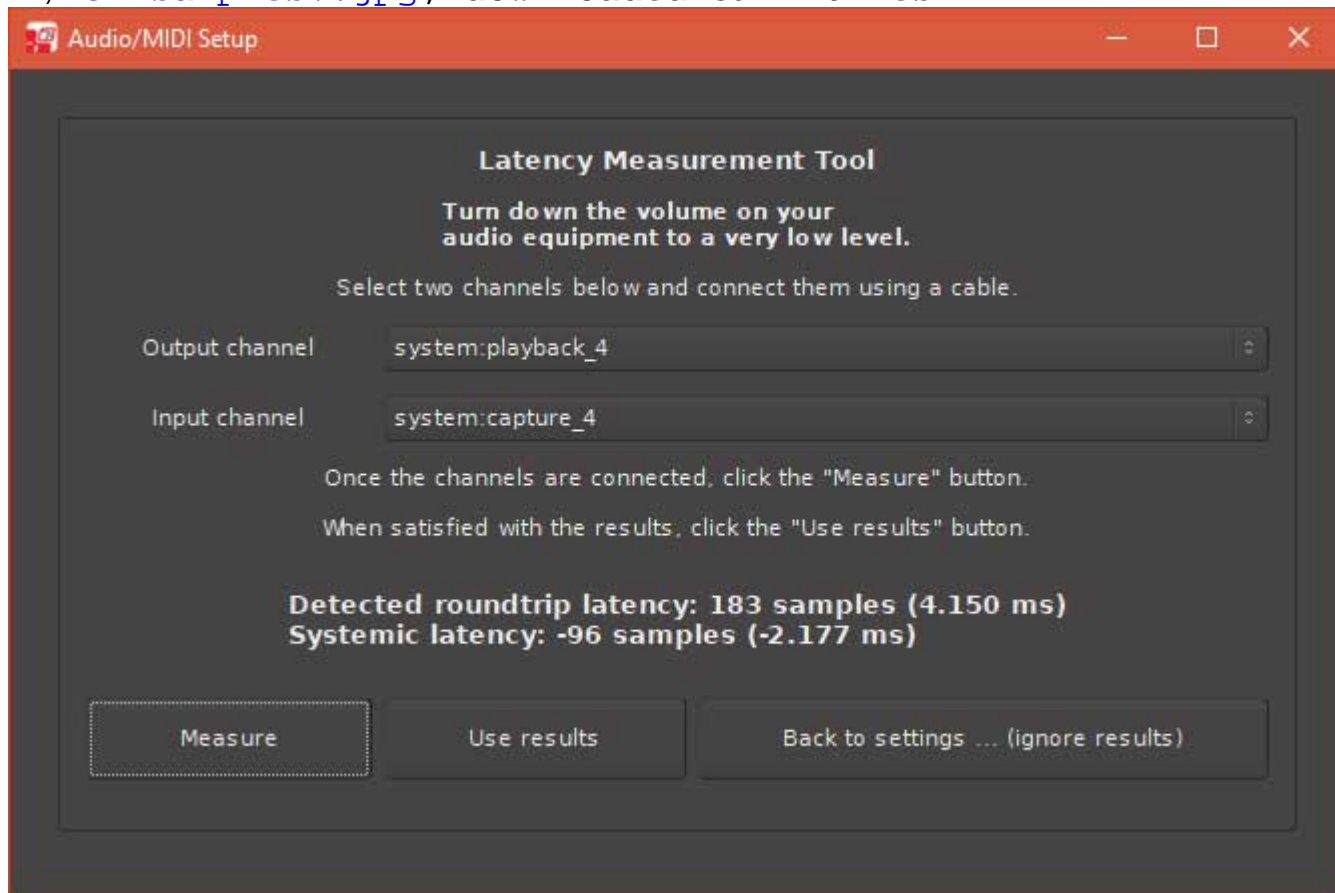 Audio/MIDI Setup
Latency Measurement Tool
Turn down the volume on your
audio equipment to a very low level.
Select two channels below and connect them using a cable.
Output channel system:playback_4
Input channel system:capture_4
Once the channels are connected, click the "Measure" button.
When satisfied with the results, click the "Use results" button.
Detected roundtrip latency: 183 samples (4.150 ms)
Systemic latency: -96 samples (-2.177 ms)
Measure Use results Back to settings ... (ignore results)